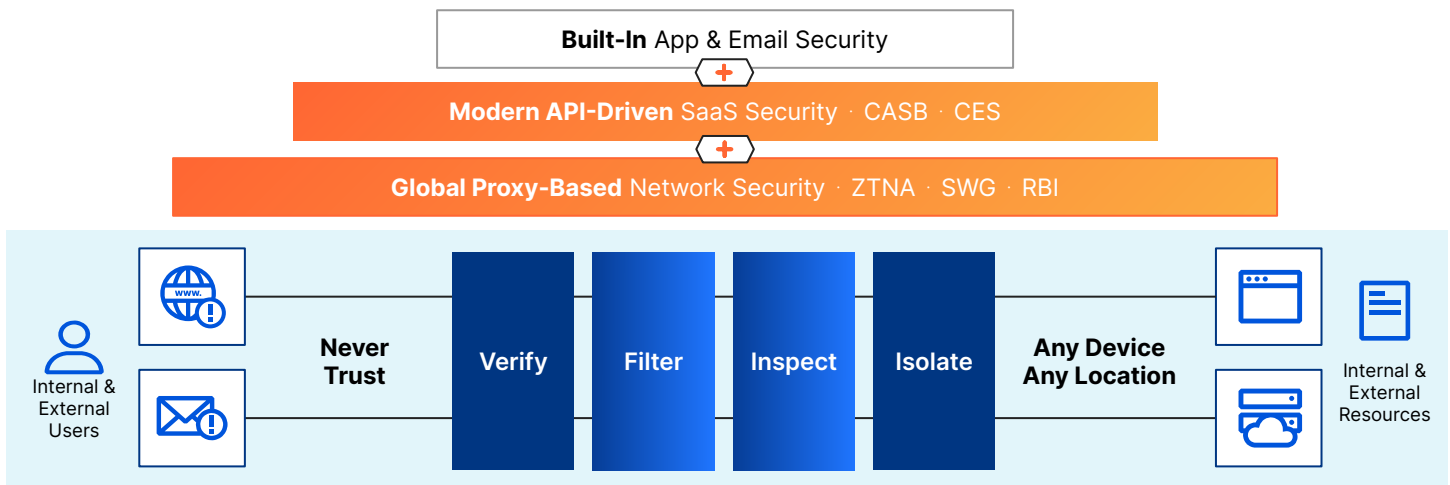 Built-In App & Email Security
Modern API-Driven SaaS Security · CASB · CES
Global Proxy-Based Network Security · ZTNA · SWG · RBI
www.
Internal &
External
Users
Never
Trust
Verify
Filter
Inspect
Isolate
Any Device
Any Location
Internal &
External
Resources